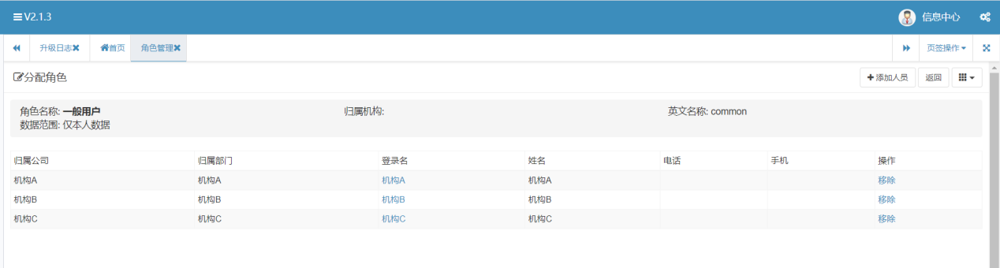 V2.1.3 信息中心
升级日志 首页 角色管理 页签操作
分配角色 添加人员 返回
角色名称: 一般用户 归属机构: 英文名称: common
数据范围: 仅本人数据
归属公司 归属部门 登录名 姓名 电话 手机 操作
机构A 机构A 机构A 机构A 移除
机构B 机构B 机构B 机构B 移除
机构C 机构C 机构C 机构C 移除